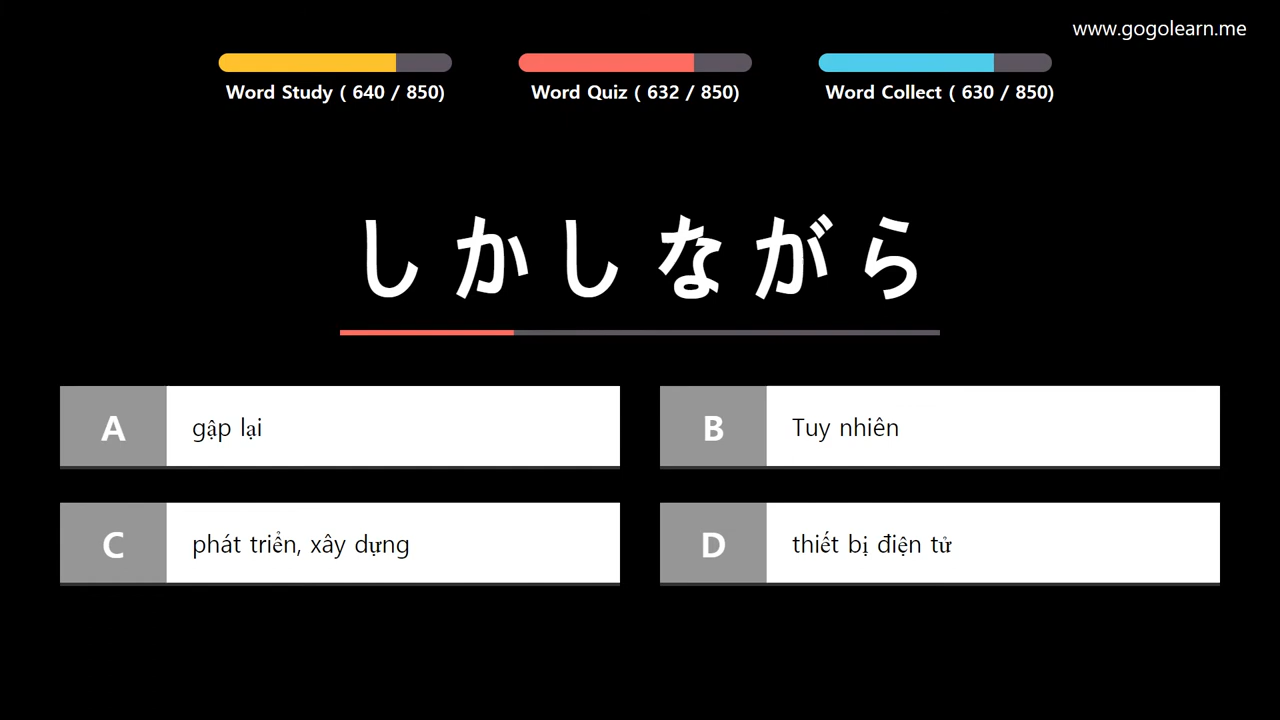 www.gogolearn.me
Word Study ( 640 / 850)
Word Quiz ( 632 / 850)
Word Collect ( 630 / 850)
しかしながら
A
gập lại
B
Tuy nhiên
C
phát triển, xây dựng
D
thiết bị điện tử